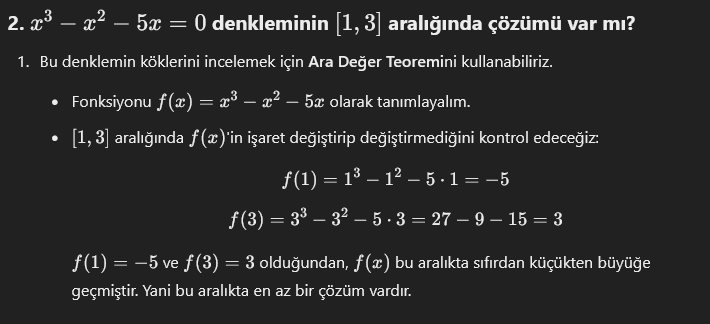 2. x³ − x² − 5x = 0 denkleminin [1, 3] aralığında çözümü var mı?
1. Bu denklemin köklerini incelemek için Ara Değer Teoremini kullanabiliriz.
• Fonksiyonu f(x) = x³ − x² − 5x olarak tanımlayalım.
• [1, 3] aralığında f(x)'in işaret değiştirip değiştirmediğini kontrol edeceğiz:
f(1) = 1³ − 1² − 5 · 1 = −5
f(3) = 3³ − 3² − 5 · 3 = 27 − 9 − 15 = 3
f(1) = −5 ve f(3) = 3 olduğundan, f(x) bu aralıkta sıfırdan küçükten büyüğe
geçmiştir. Yani bu aralıkta en az bir çözüm vardır.